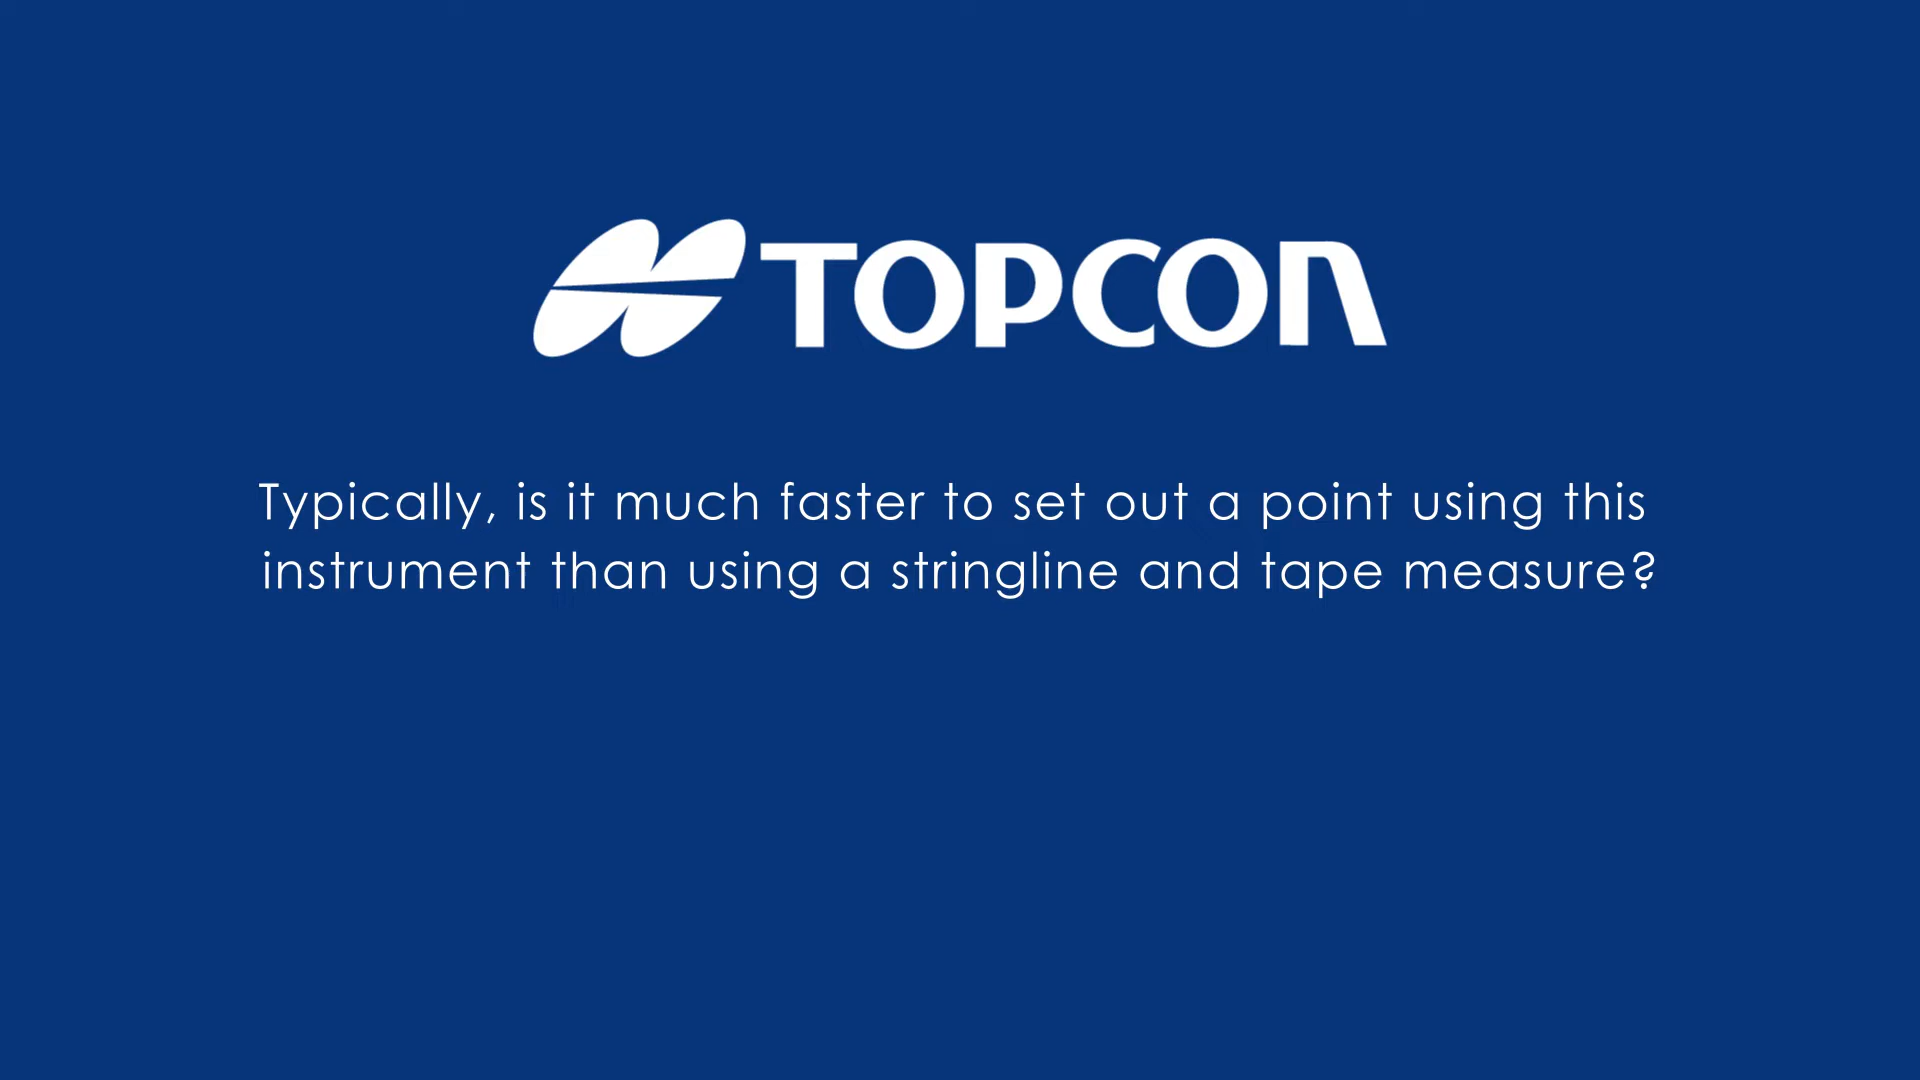 TOPCON
Typically, is it much faster to set out a point using this
instrument than using a stringline and tape measure?